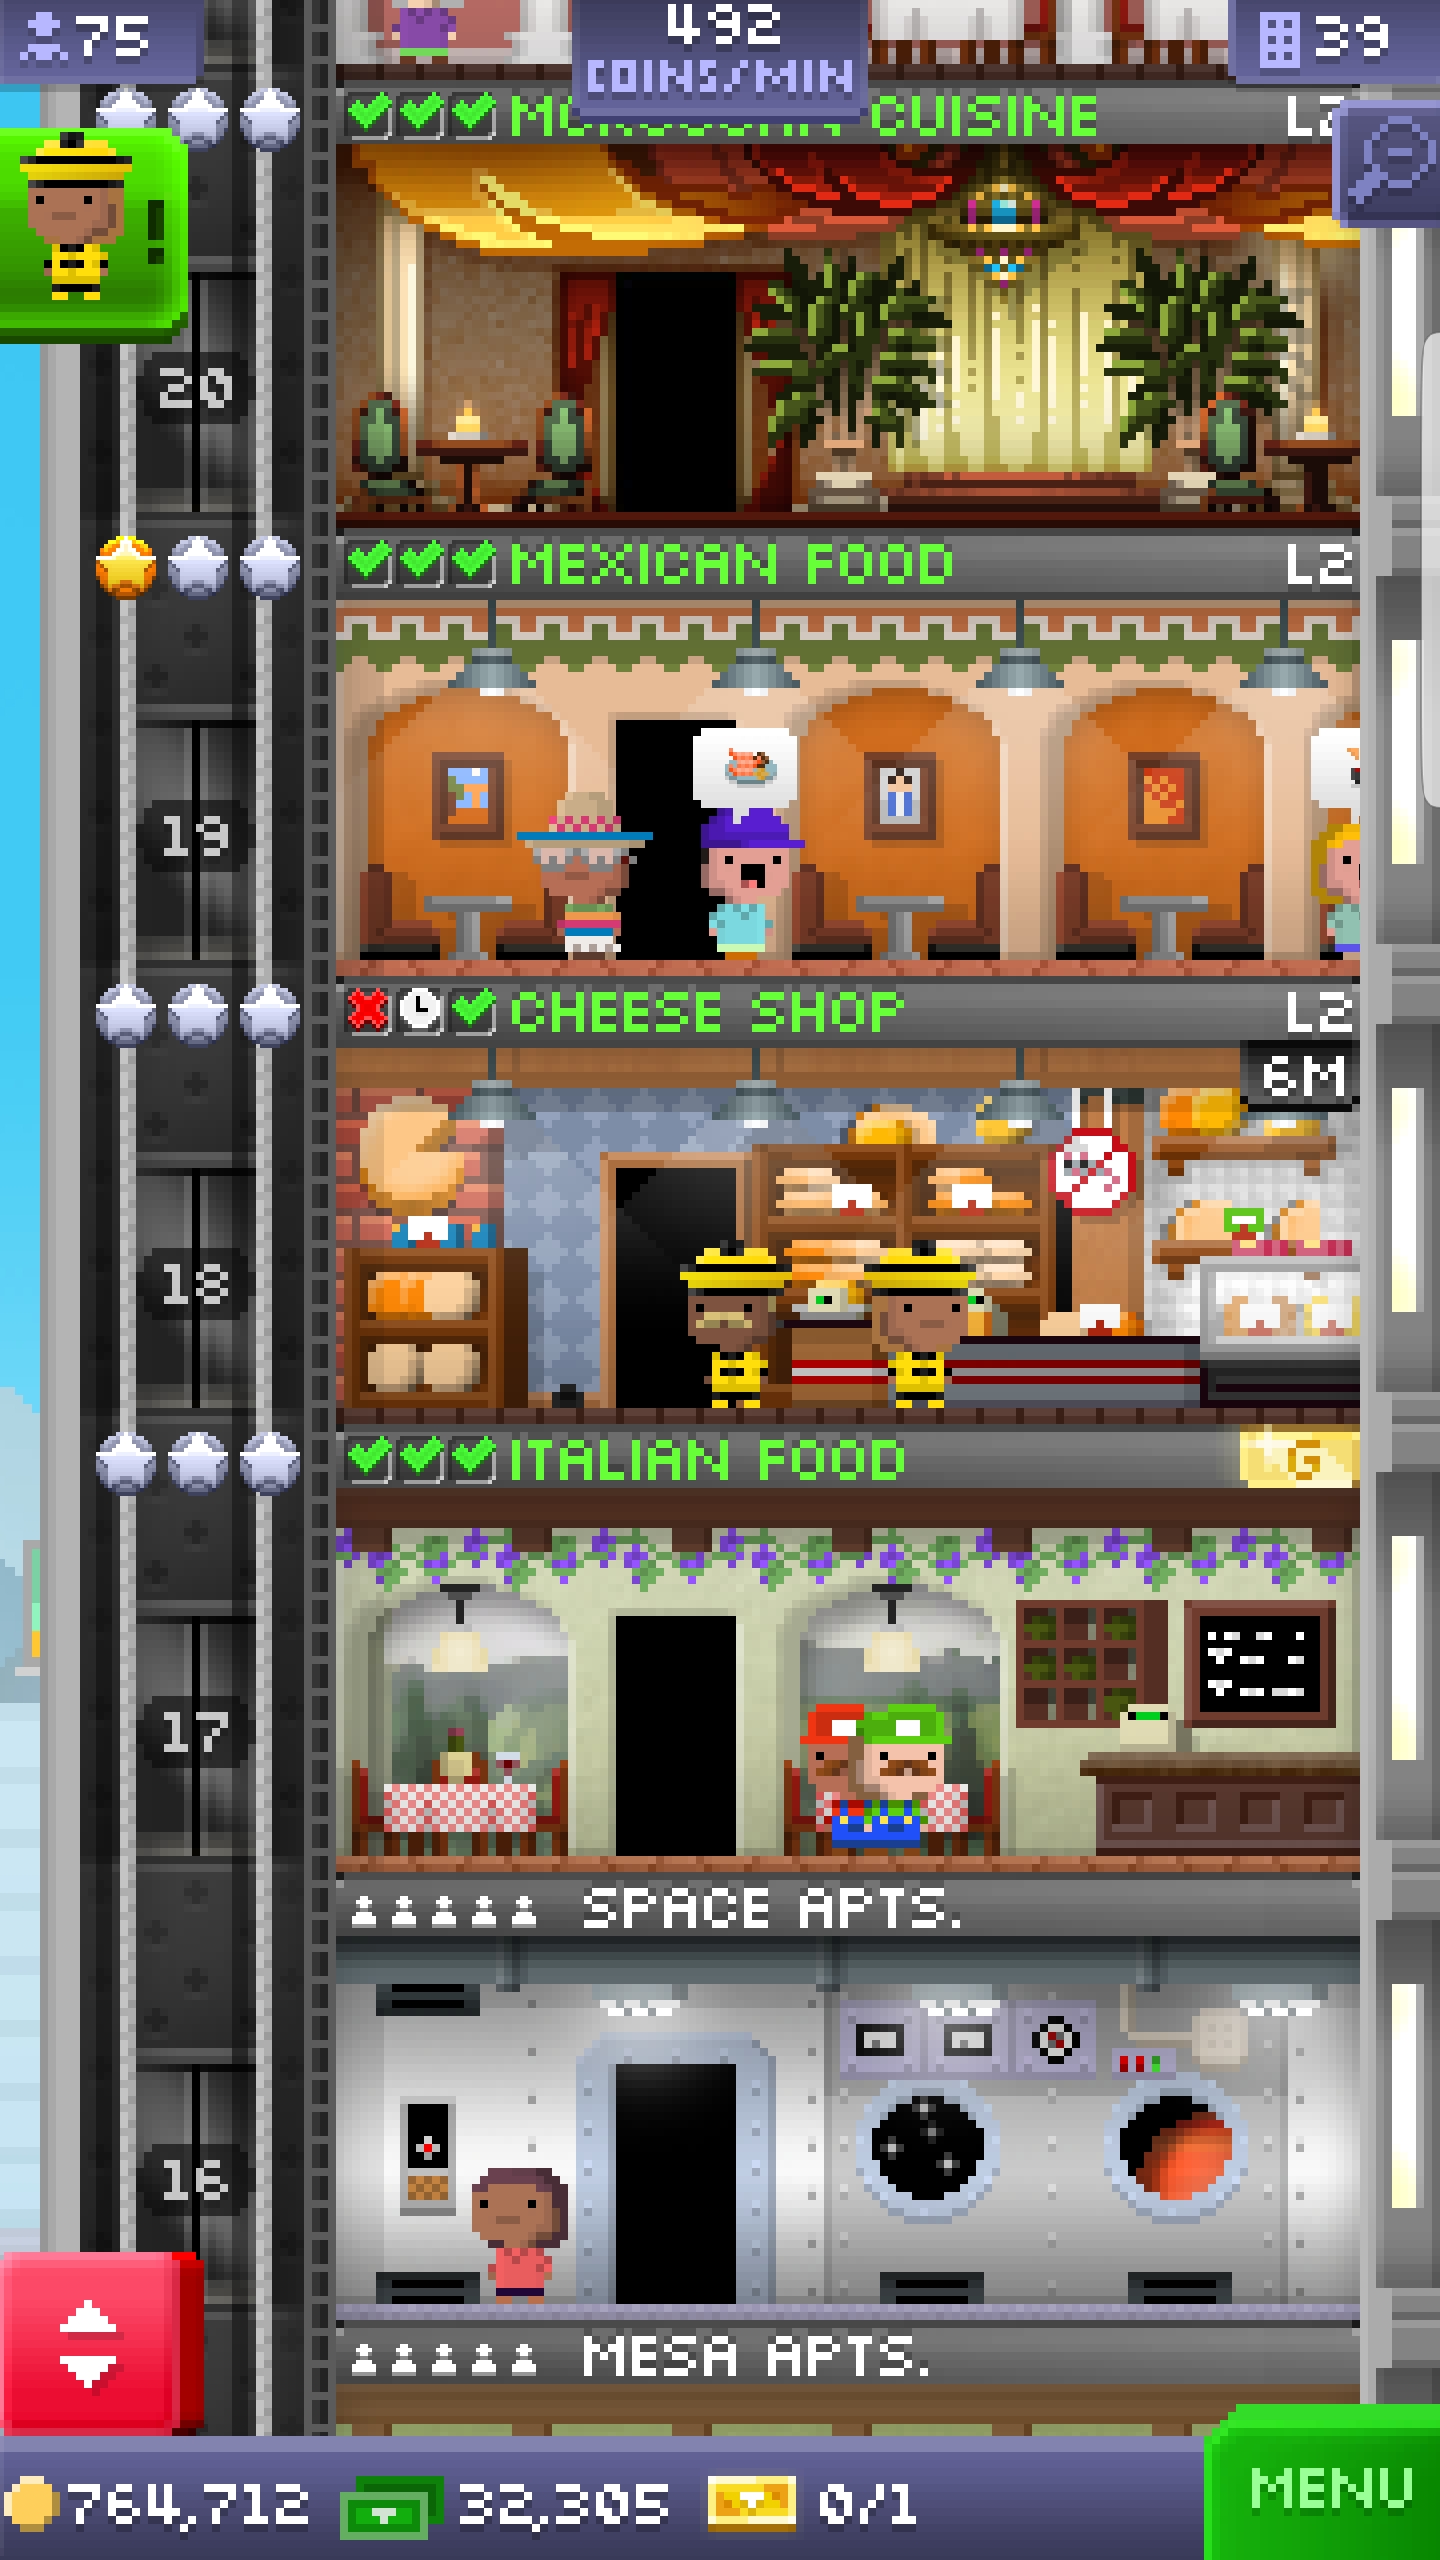 75
492
COINS/MIN
39
CUISINE
20
MEXICAN FOOD L2
19
CHEESE SHOP L2
6M
18
ITALIAN FOOD G
17
SPACE APTS.
16
MESA APTS.
764,712 32,305 0/1
MENU